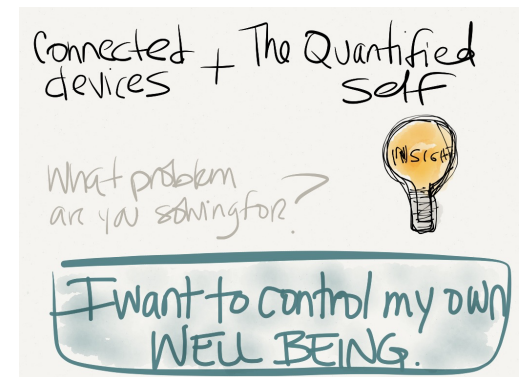 Connected + The Quantified
devices Self
INSIGHT
What problem
are you solving for?
I want to control my own
WELL BEING.